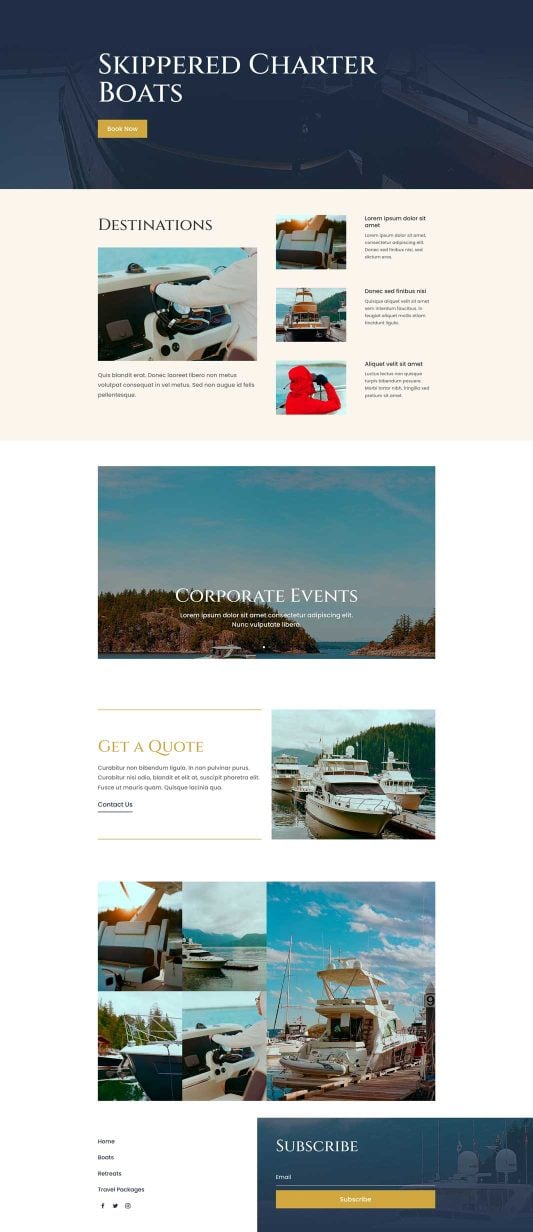 Skippered Charter
Boats
Book Now
Destinations
Quis blandit erat. Donec laoreet libero non metus
volutpat consequat in vel metus. Sed non augue id felis
pellentesque.
Lorem ipsum dolor sit
amet
Lorem ipsum dolor sit amet,
consectetur adipiscing elit.
Donec sed finibus nisi, sed
dictum eros.
Donec sed finibus nisi
Quisque aliquet velit sit amet
sem interdum faucibus. In
feugiat aliquet mollis etiam
tincidunt ligula.
Aliquet velit sit amet
Luctus lectus non quisque
turpis bibendum posuere.
Morbi tortor nibh, fringilla sed
pretium sit amet.
Corporate Events
Lorem ipsum dolor sit amet consectetur adipiscing elit.
Nunc vulputate libero.
Get a Quote
Curabitur non bibendum ligula. In non pulvinar purus.
Curabitur nisi odio, blandit et elit at, suscipit pharetra elit.
Fusce ut mauris quam. Quisque lacinia quo.
Contact Us
9
Home
Boats
Retreats
Travel Packages
Subscribe
Email
Subscribe